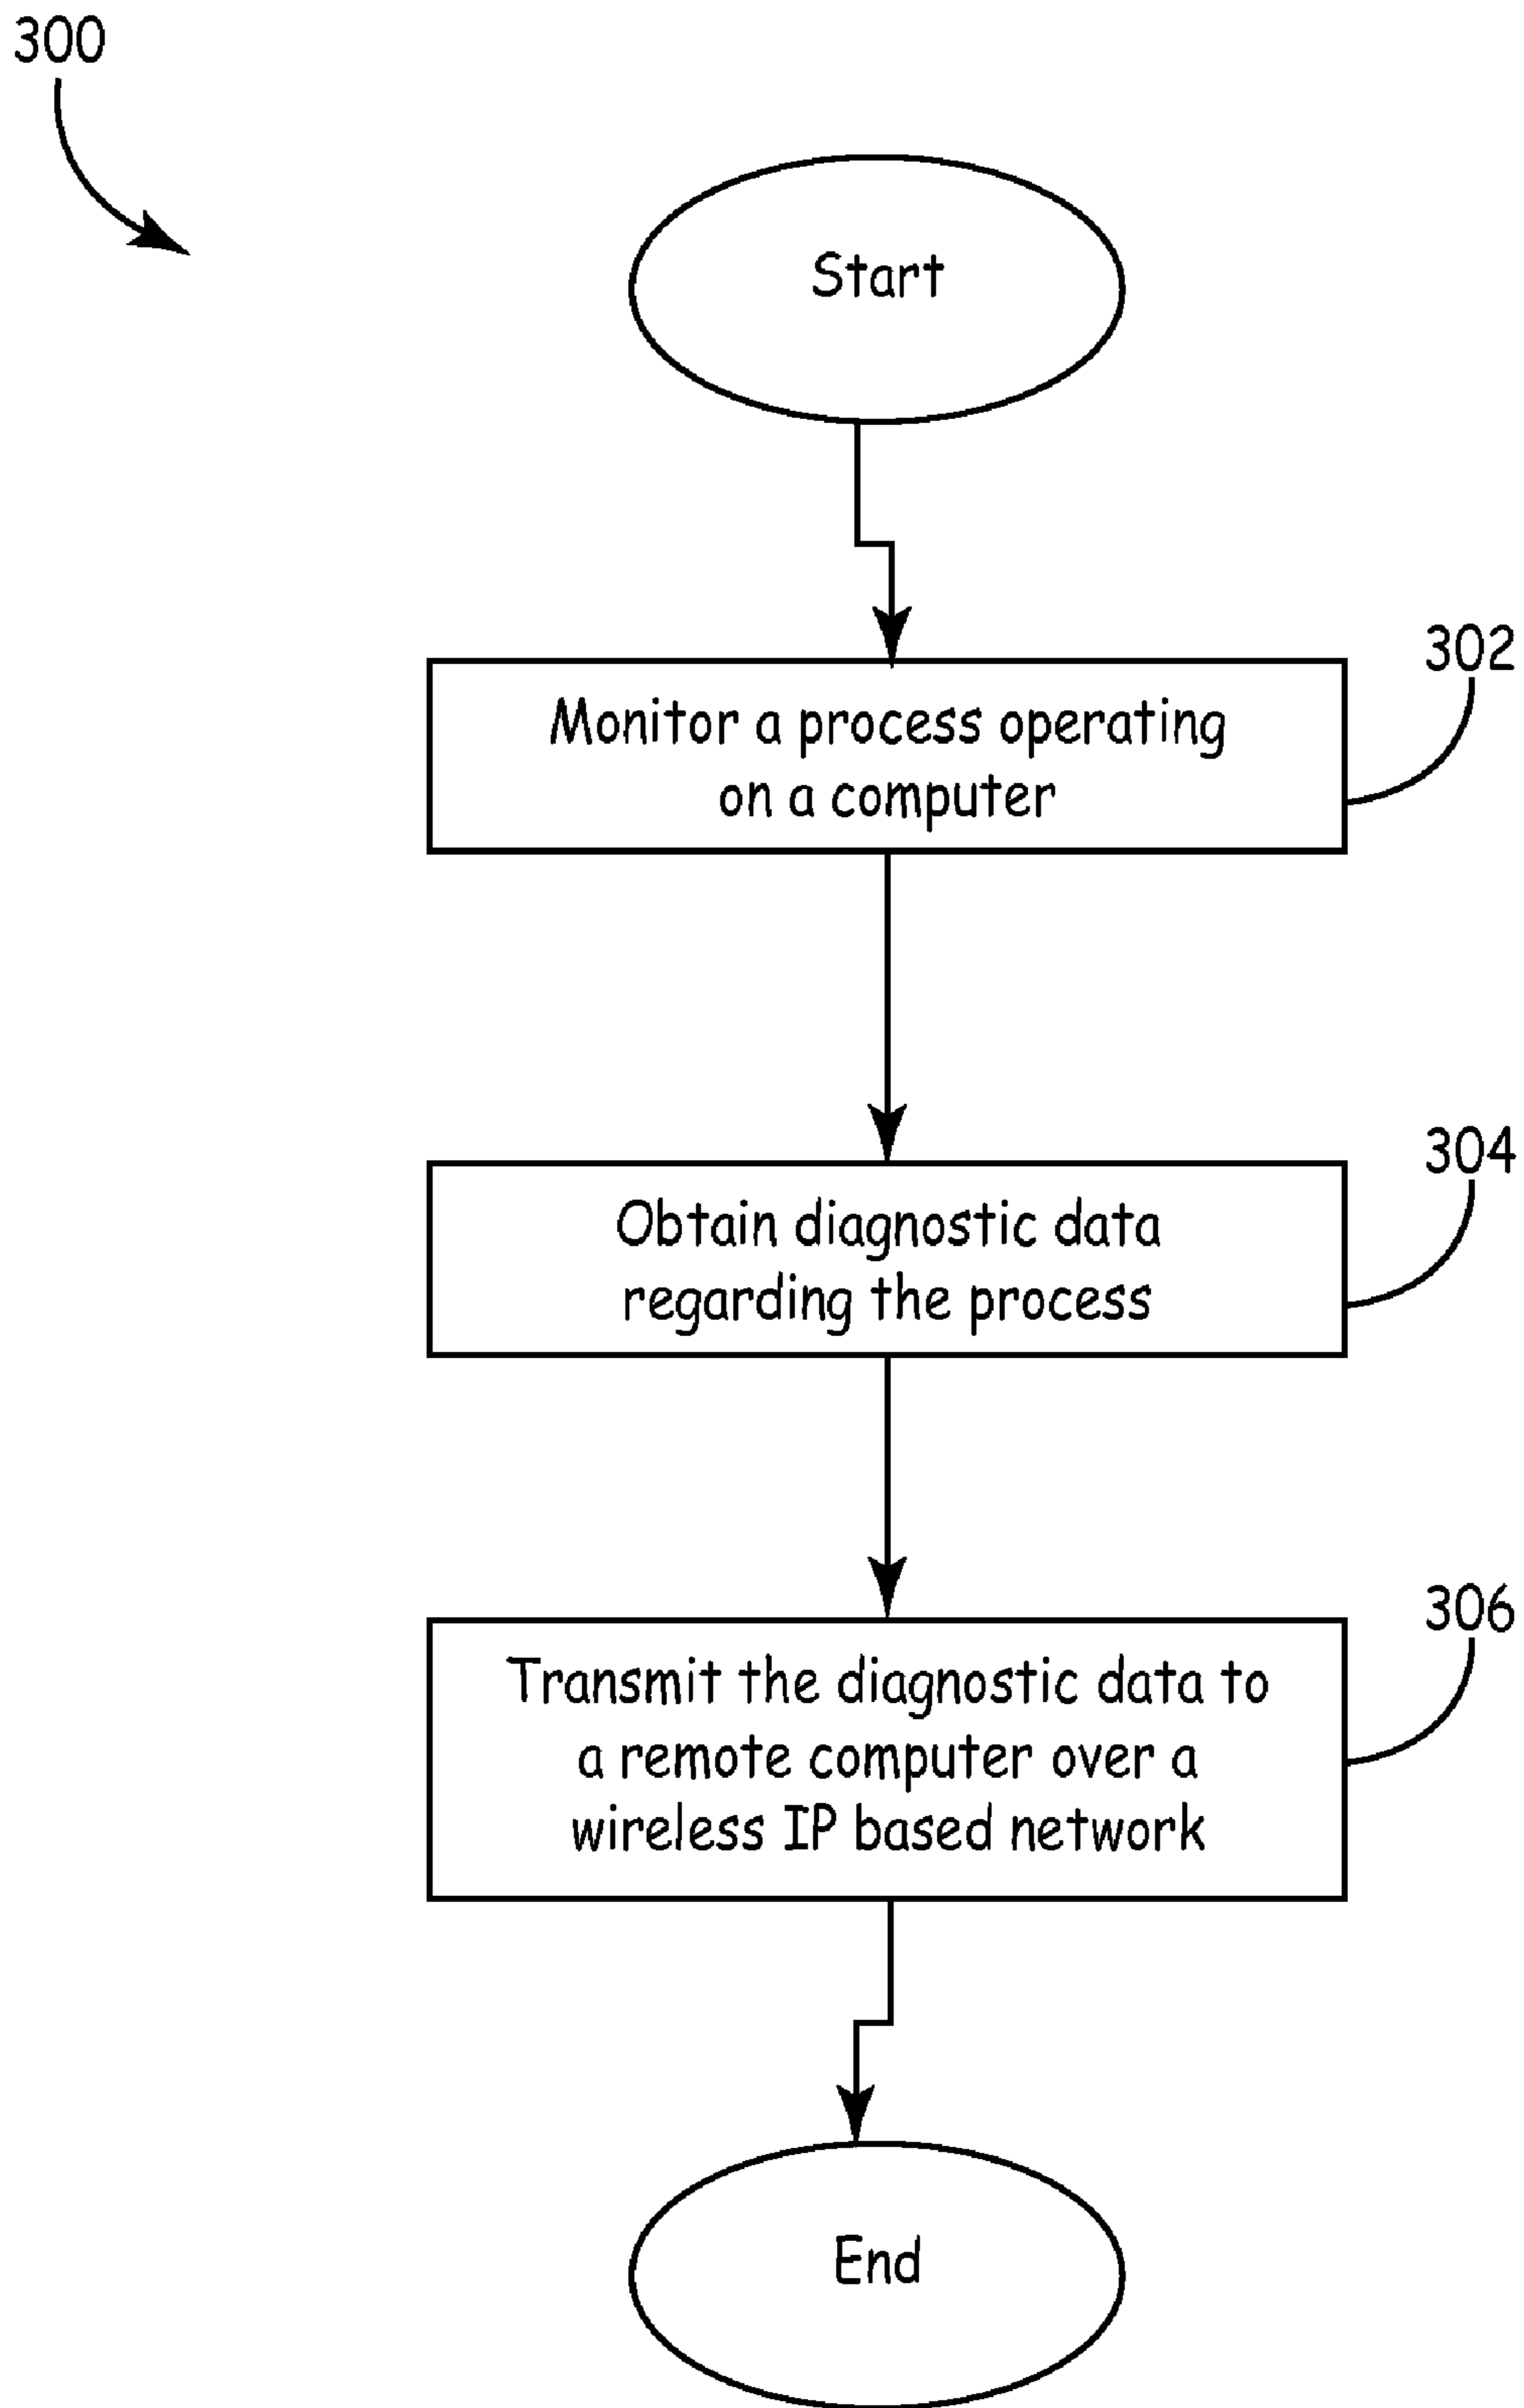 300
Start
302
Monitor a process operating
on a computer
304
Obtain diagnostic data
regarding the process
306
Transmit the diagnostic data to
a remote computer over a
wireless IP based network
End